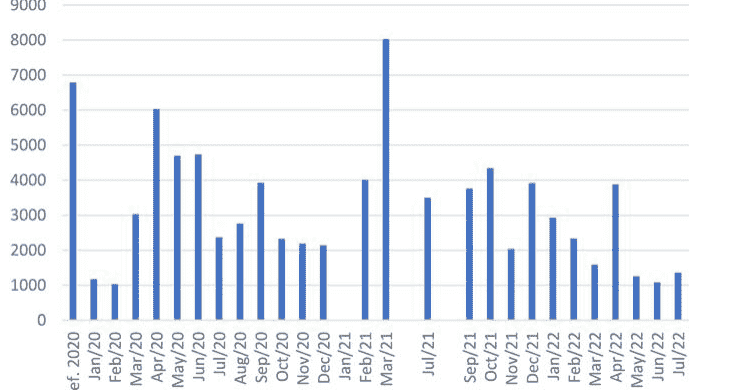 9000
8000
7000
6000
5000
4000
3000
2000
1000
0
ef. 2020
Jan/20
Feb/20
Mar/20
Apr/20
May/20
Jun/20
Jul/20
Aug/20
Sep/20
Oct/20
Nov/20
Dec/20
Jan/21
Feb/21
Mar/21
Jul/21
Sep/21
Oct/21
Nov/21
Dec/21
Jan/22
Feb/22
Mar/22
Apr/22
May/22
Jun/22
Jul/22